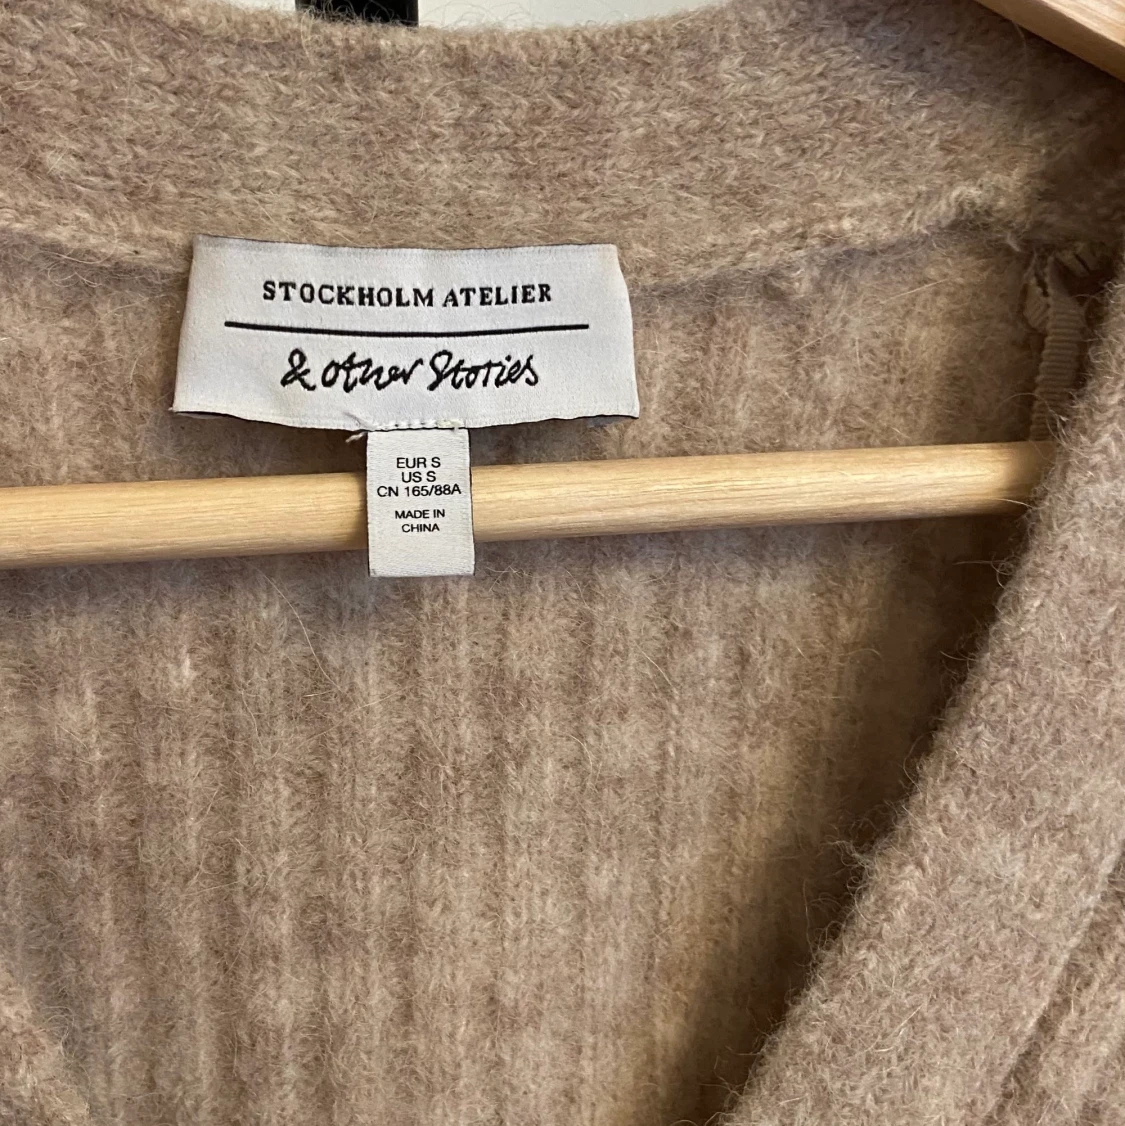 STOCKHOLM ATELIER
& other Stories
EUR S
US S
CN 165/88A
MADE IN
CHINA